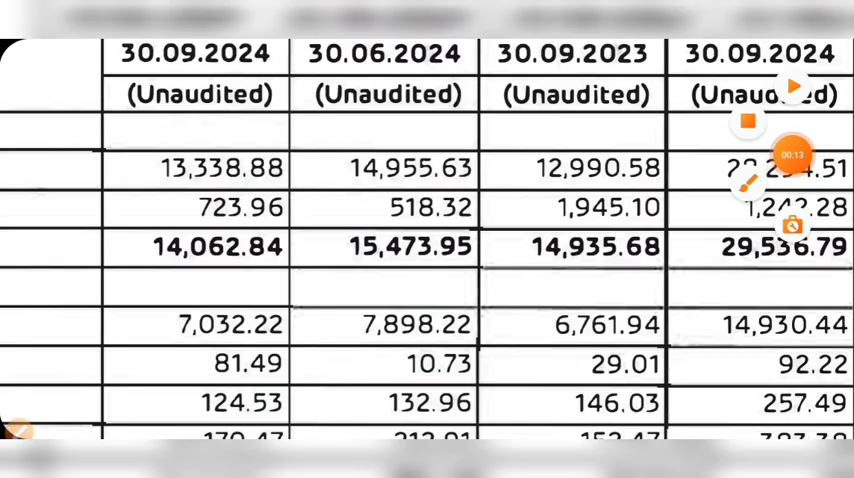 30.09.2024 30.06.2024 30.09.2023 30.09.2024
(Unaudited) (Unaudited) (Unaudited)
13,338.88 14,955.63 12,990.58
00:13
723.96 518.32 1,945.10
14,062.84 15,473.95 14,935.68 29,536.79
7,032.22 7,898.22 6,761.94 14,930.44
81.49 10.73 29.01 92.22
124.53 132.96 146.03 257.49